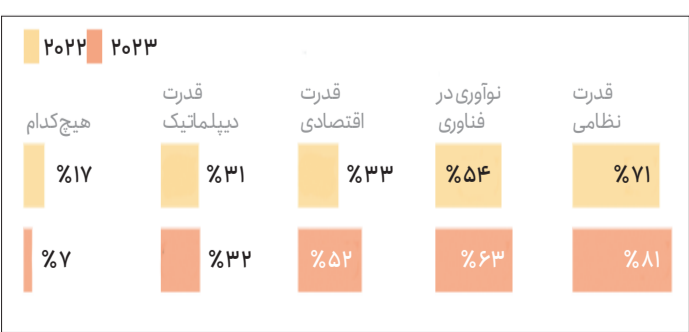 ۲۰۲۲ ۲۰۲۳
قدرت نظامی
نوآوری در فناوری
قدرت اقتصادی
قدرت دیپلماتیک
هیچ‌کدام
%۷۱ %۵۴ %۳۳ %۳۱ %۱۷
%۸۱ %۶۳ %۵۲ %۳۲ %۷